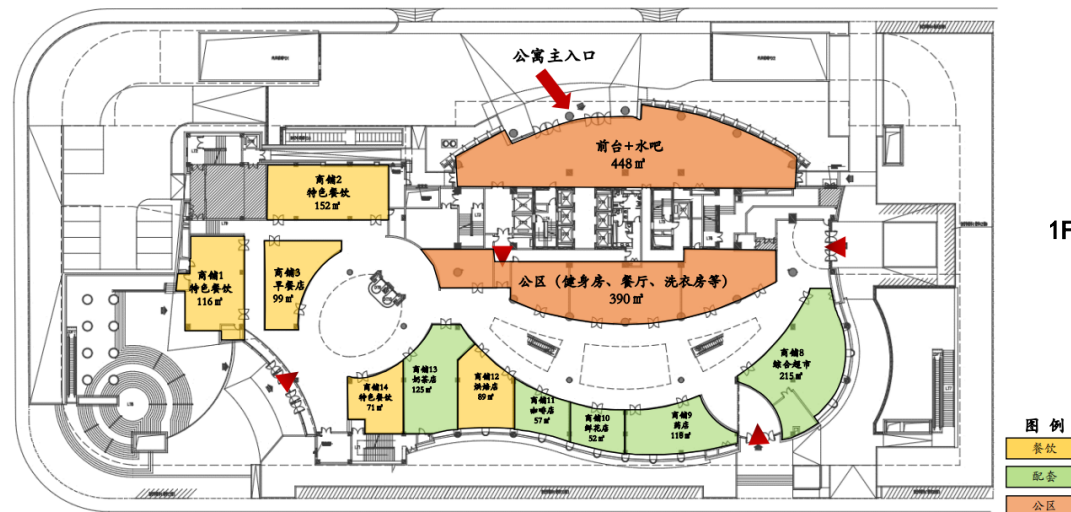 公寓主入口
前台+水吧
448㎡
商铺2
特色餐饮
152㎡
1F
商铺1
特色餐饮
116㎡
商铺3
早餐店
99㎡
公区（健身房、餐厅、洗衣房等）
390㎡
商铺8
综合超市
215㎡
商铺13
奶茶店
125㎡
商铺12
烘焙店
89㎡
商铺14
特色餐饮
71㎡
商铺11
咖啡店
57㎡
商铺10
鲜花店
52㎡
商铺9
药店
118㎡
图 例
餐饮
配套
公区